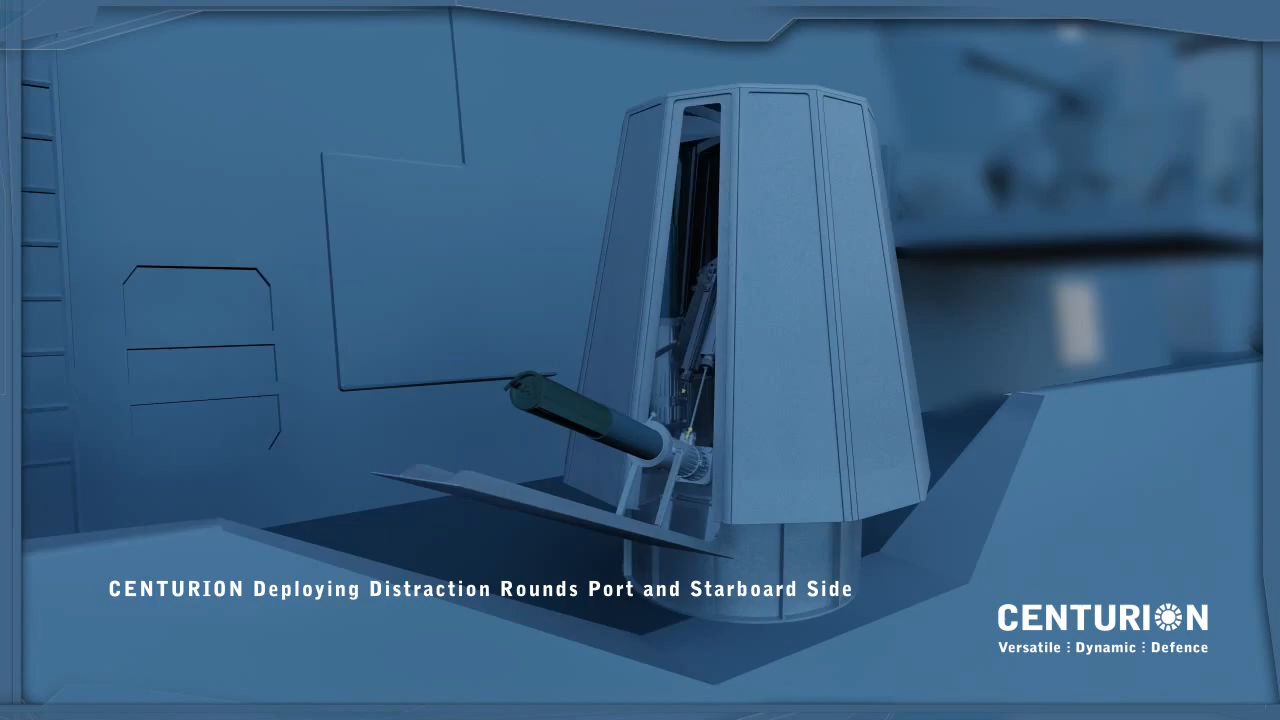 CENTURION Deploying Distraction Rounds Port and Starboard Side
CENTURION
Versatile ⋮ Dynamic ⋮ Defence